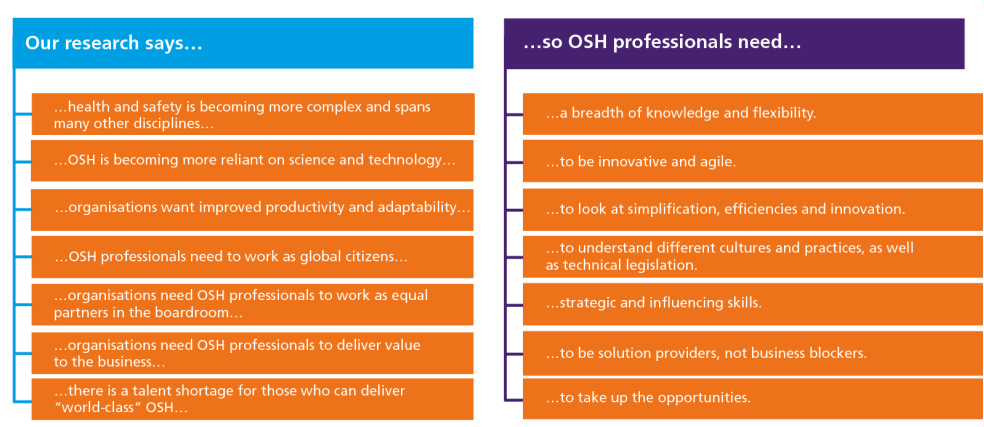 Our research says…
…health and safety is becoming more complex and spans
many other disciplines…
…OSH is becoming more reliant on science and technology…
…organisations want improved productivity and adaptability…
…OSH professionals need to work as global citizens…
…organisations need OSH professionals to work as equal
partners in the boardroom…
…organisations need OSH professionals to deliver value
to the business…
…there is a talent shortage for those who can deliver
“world-class” OSH…
…so OSH professionals need…
…a breadth of knowledge and flexibility.
…to be innovative and agile.
…to look at simplification, efficiencies and innovation.
…to understand different cultures and practices, as well
as technical legislation.
…strategic and influencing skills.
…to be solution providers, not business blockers.
…to take up the opportunities.